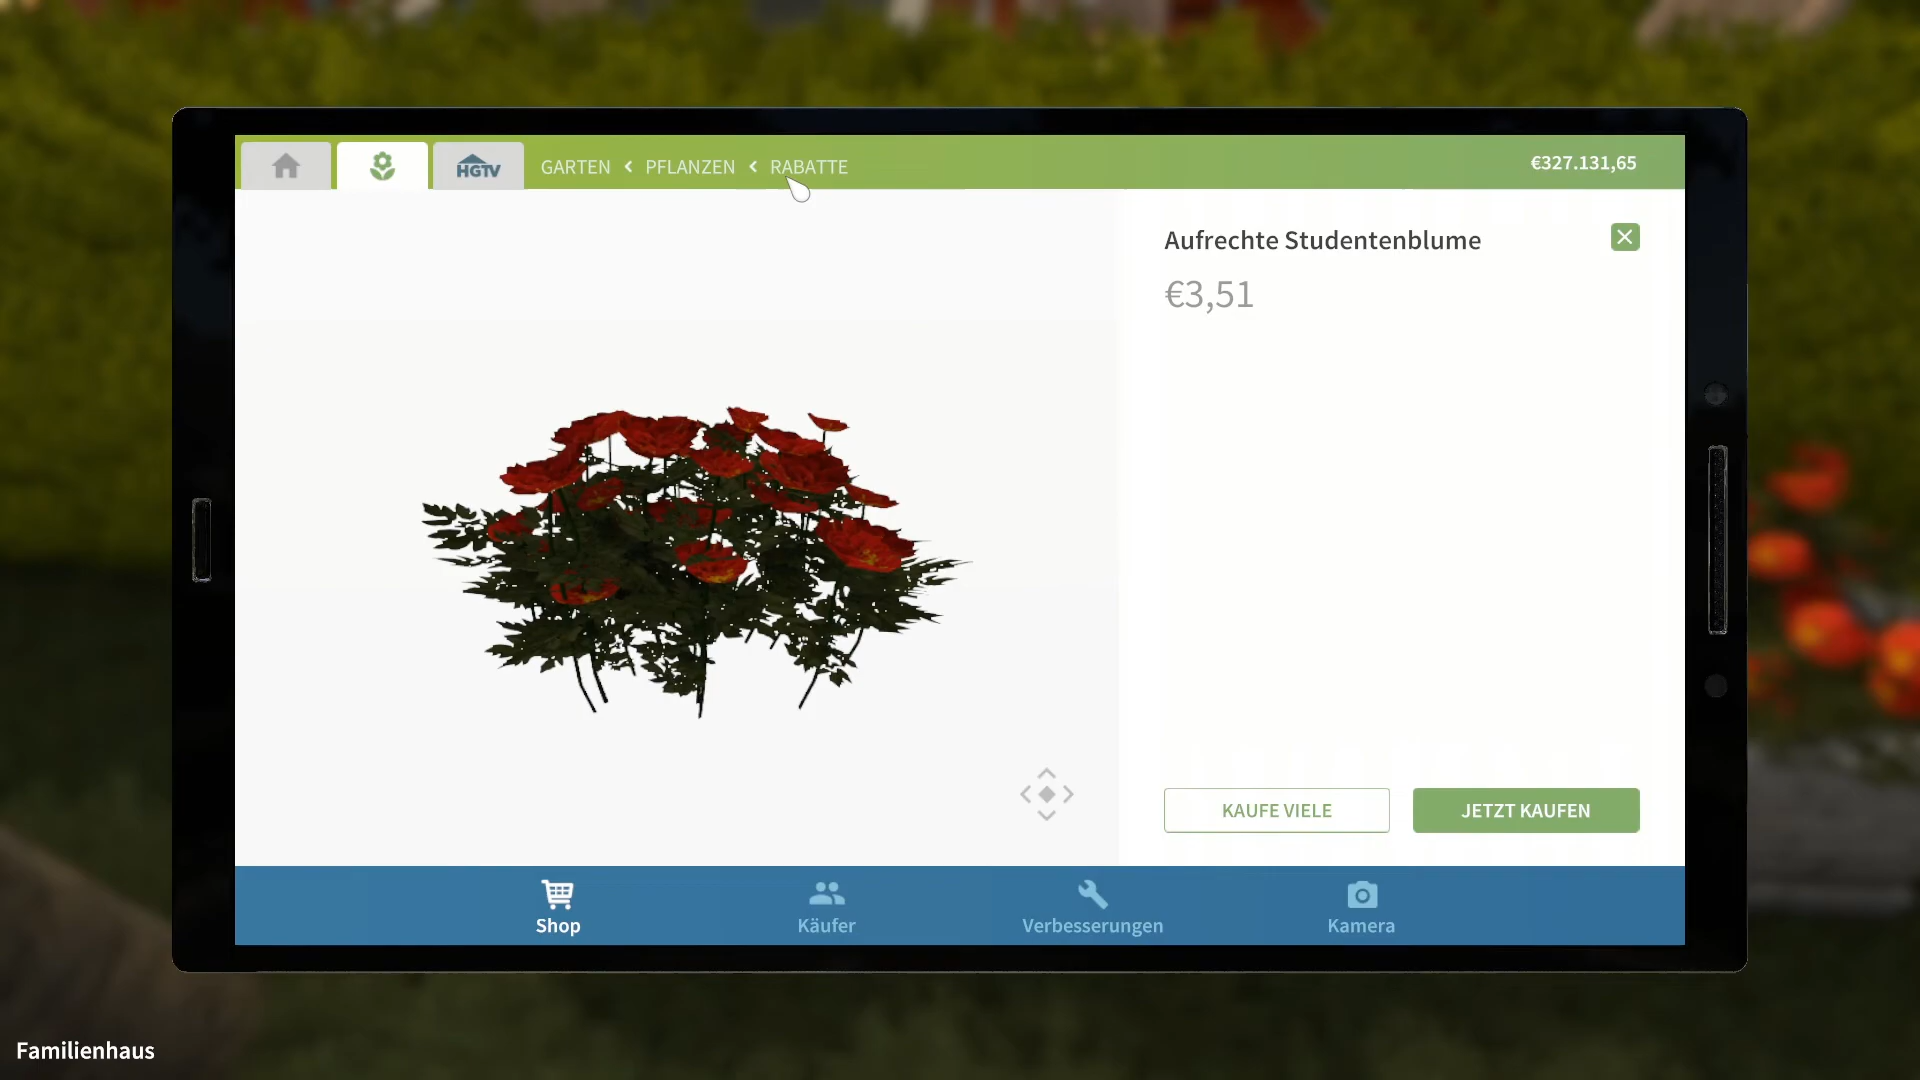 HGTV
GARTEN < PFLANZEN < RABATTE
€327.131,65
Aufrechte Studentenblume
€3,51
KAUFE VIELE
JETZT KAUFEN
Shop
Käufer
Verbesserungen
Kamera
Familienhaus